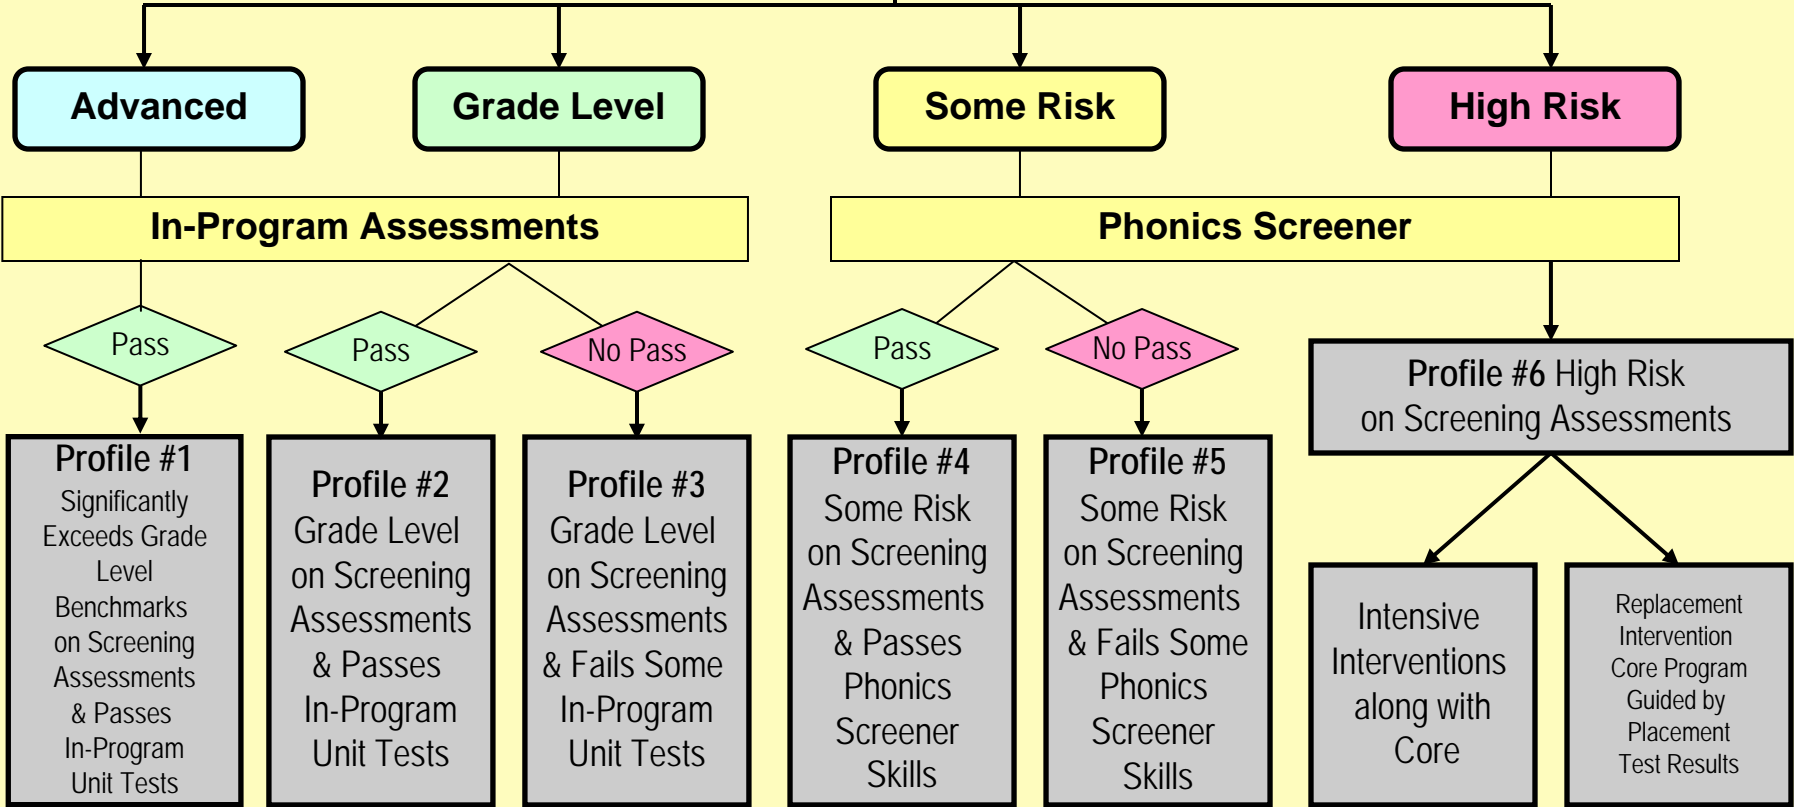 Advanced
Grade Level
Some Risk
High Risk
In-Program Assessments
Phonics Screener
Pass
Pass
No Pass
Pass
No Pass
Profile #1
Significantly
Exceeds Grade
Level
Benchmarks
on Screening
Assessments
& Passes
In-Program
Unit Tests
Profile #2
Grade Level
on Screening
Assessments
& Passes
In-Program
Unit Tests
Profile #3
Grade Level
on Screening
Assessments
& Fails Some
In-Program
Unit Tests
Profile #4
Some Risk
on Screening
Assessments
& Passes
Phonics
Screener
Skills
Profile #5
Some Risk
on Screening
Assessments
& Fails Some
Phonics
Screener
Skills
Profile #6 High Risk
on Screening Assessments
Intensive
Interventions
along with
Core
Replacement
Intervention
Core Program
Guided by
Placement
Test Results